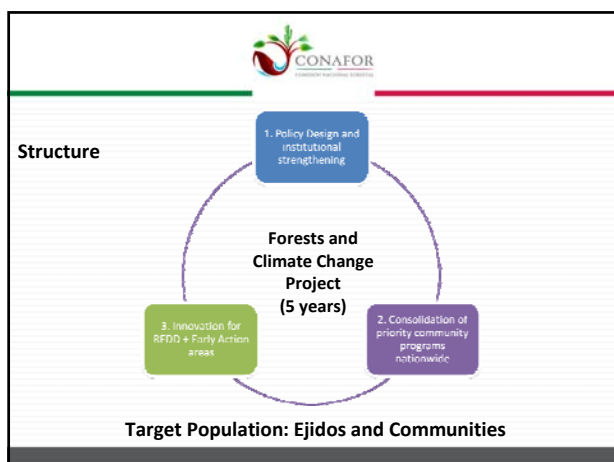 CONAFOR
COMISIÓN NACIONAL FORESTAL
Structure
1. Policy Design and
institutional
strengthening
Forests and
Climate Change
Project
(5 years)
2. Consolidation of
priority community
programs
nationwide
3. Innovation for
REDD + Early Action
areas
Target Population: Ejidos and Communities